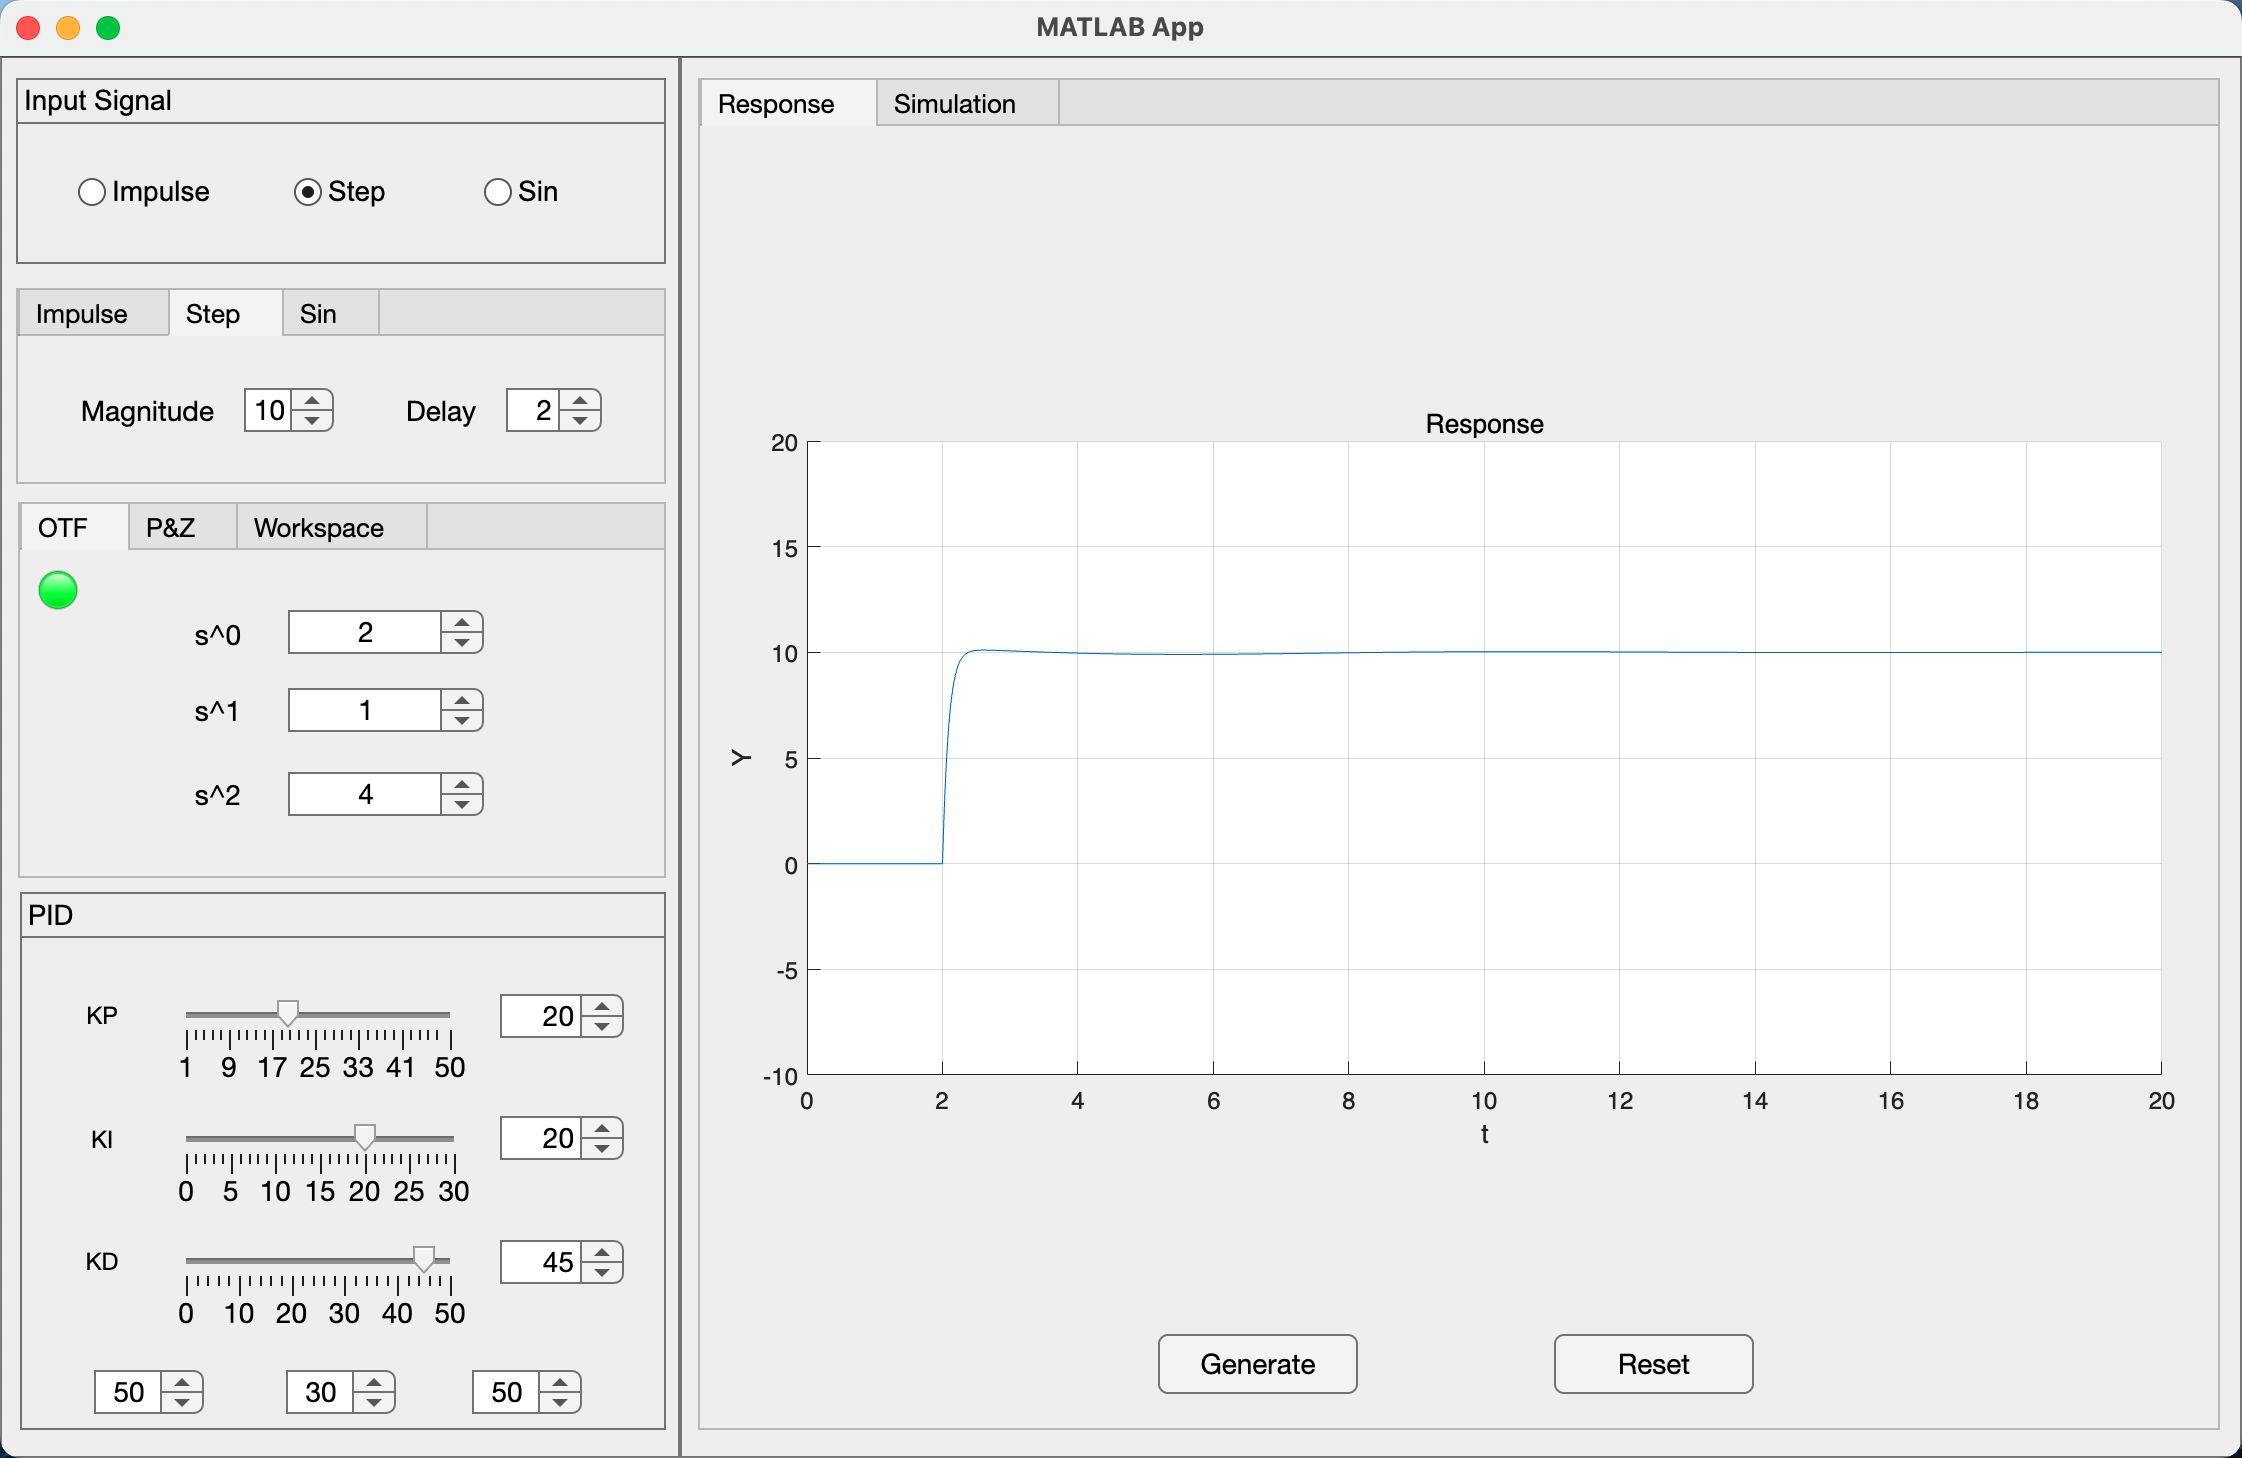 MATLAB App
Input Signal
Impulse Step Sin
Impulse Step Sin
Magnitude 10 Delay 2
OTF P&Z Workspace
s^0 2
s^1 1
s^2 4
PID
KP 20
1 9 17 25 33 41 50
KI 20
0 5 10 15 20 25 30
KD 45
0 10 20 30 40 50
50 30 50
Response Simulation
Response
20
15
10
5
0
-5
-10
Y
0 2 4 6 8 10 12 14 16 18 20
t
Generate Reset